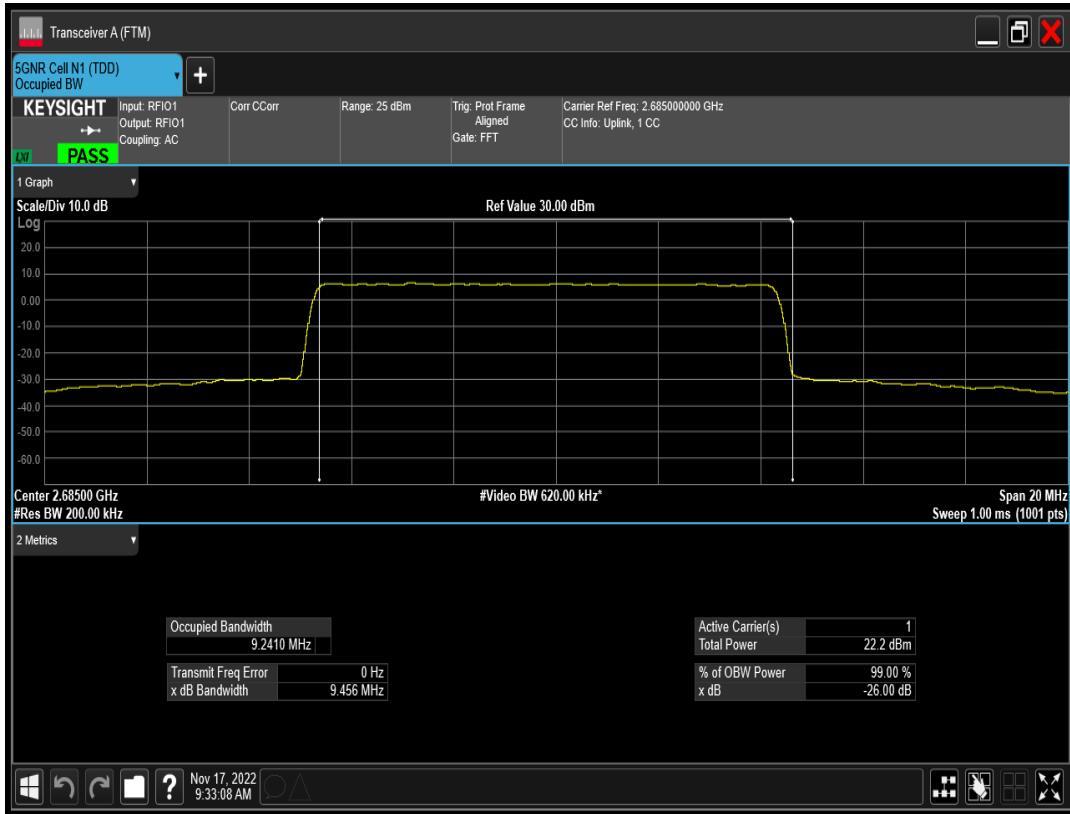 Transceiver A (FTM)
5GNR Cell N1 (TDD)
Occupied BW
+
KEYSIGHT
LXI
PASS
Input: RFIO1
Output: RFIO1
Coupling: AC
Corr CCorr
Range: 25 dBm
Trig: Prot Frame
Aligned
Gate: FFT
Carrier Ref Freq: 2.685000000 GHz
CC Info: Uplink, 1 CC
1 Graph
Scale/Div 10.0 dB
Ref Value 30.00 dBm
Log
20.0
10.0
0.00
-10.0
-20.0
-30.0
-40.0
-50.0
-60.0
Center 2.68500 GHz
#Video BW 620.00 kHz*
Span 20 MHz
#Res BW 200.00 kHz
Sweep 1.00 ms (1001 pts)
2 Metrics
Occupied Bandwidth
9.2410 MHz
Transmit Freq Error 0 Hz
x dB Bandwidth 9.456 MHz
Active Carrier(s) 1
Total Power 22.2 dBm
% of OBW Power 99.00 %
x dB -26.00 dB
?
Nov 17, 2022
9:33:08 AM